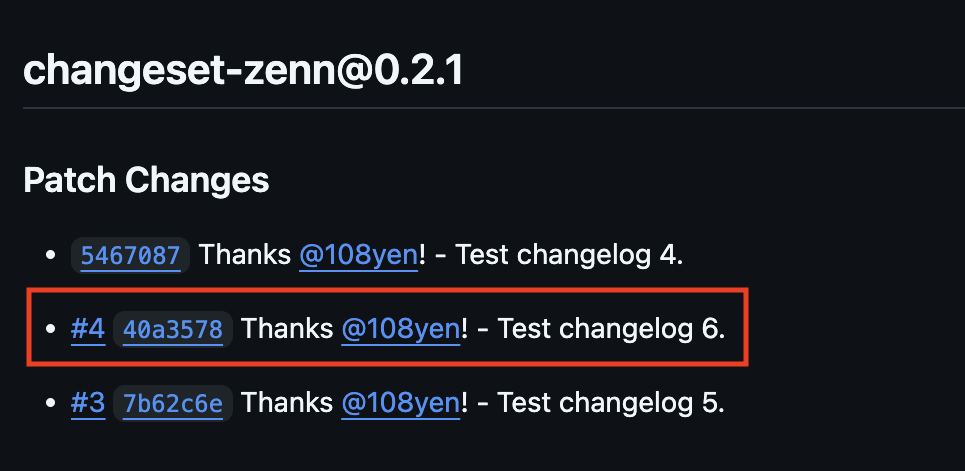 changeset-zenn@0.2.1
Patch Changes
• 5467087 Thanks @108yen! - Test changelog 4.
• #4 40a3578 Thanks @108yen! - Test changelog 6.
• #3 7b62c6e Thanks @108yen! - Test changelog 5.